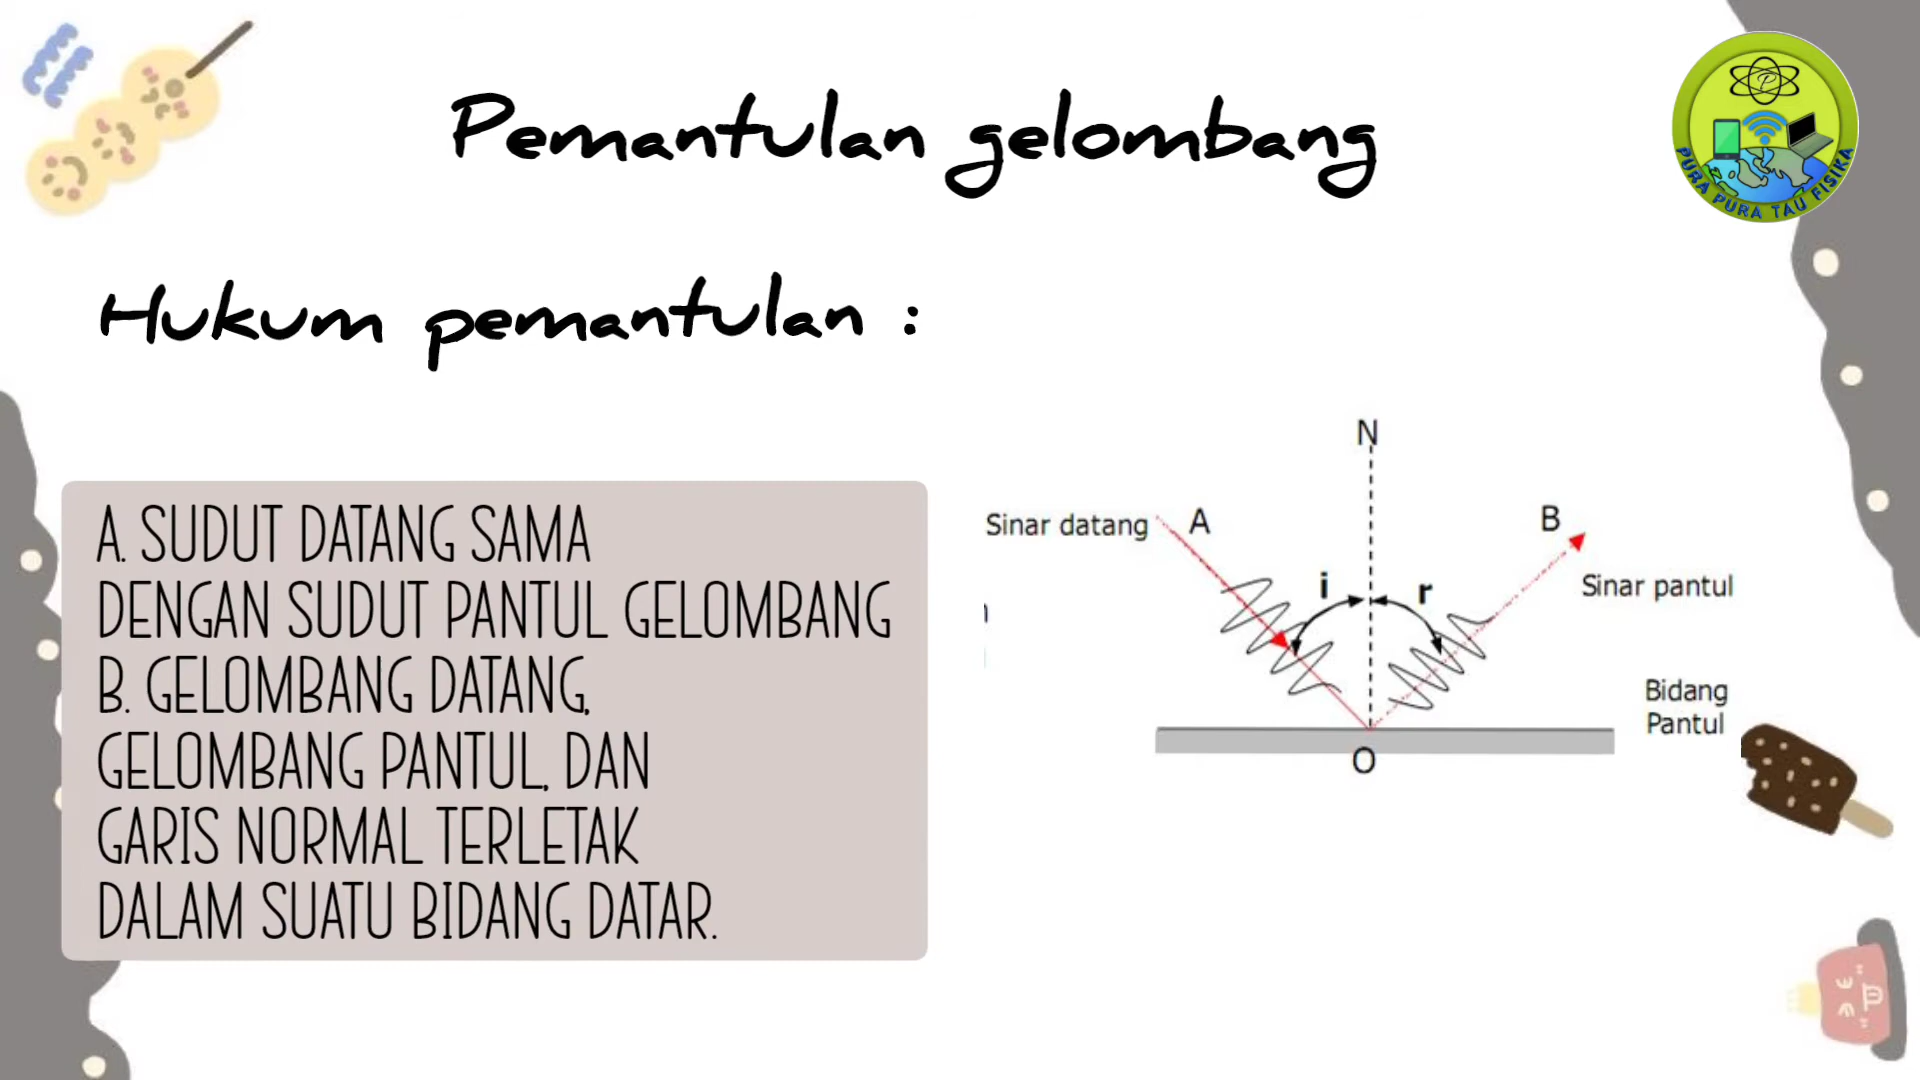 Pemantulan gelombang
PURA PURA TAU FISIKA
Hukum pemantulan :
A. SUDUT DATANG SAMA
DENGAN SUDUT PANTUL GELOMBANG
B. GELOMBANG DATANG,
GELOMBANG PANTUL, DAN
GARIS NORMAL TERLETAK
DALAM SUATU BIDANG DATAR.
N
Sinar datang
A
B
i
r
Sinar pantul
Bidang
Pantul
O